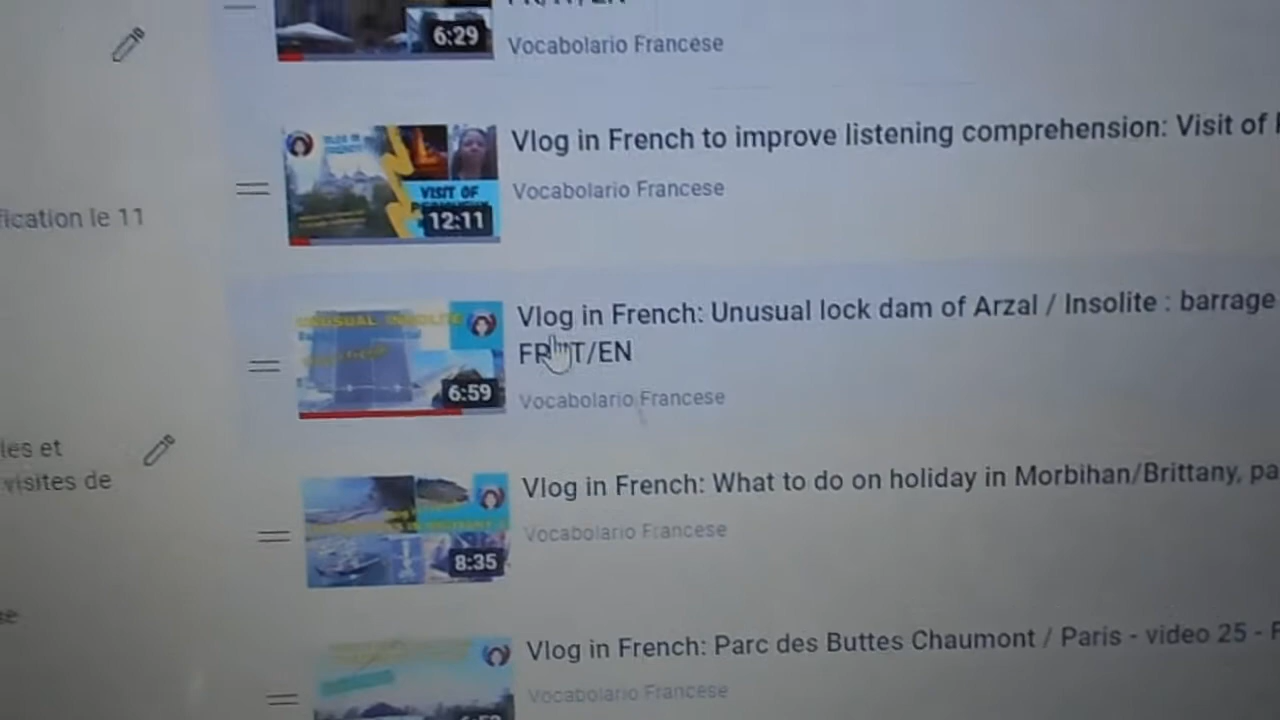 6:29
Vocabolario Francese
Vlog in French to improve listening comprehension: Visit of
Vocabolario Francese
VISIT OF
12:11
fication le 11
Vlog in French: Unusual lock dam of Arzal / Insolite : barrage
FR/IT/EN
Vocabolario Francese
UNUSUAL INSOLITE
6:59
les et
visites de
Vlog in French: What to do on holiday in Morbihan/Brittany, pa
Vocabolario Francese
8:35
Vlog in French: Parc des Buttes Chaumont / Paris - video 25 - F
Vocabolario Francese